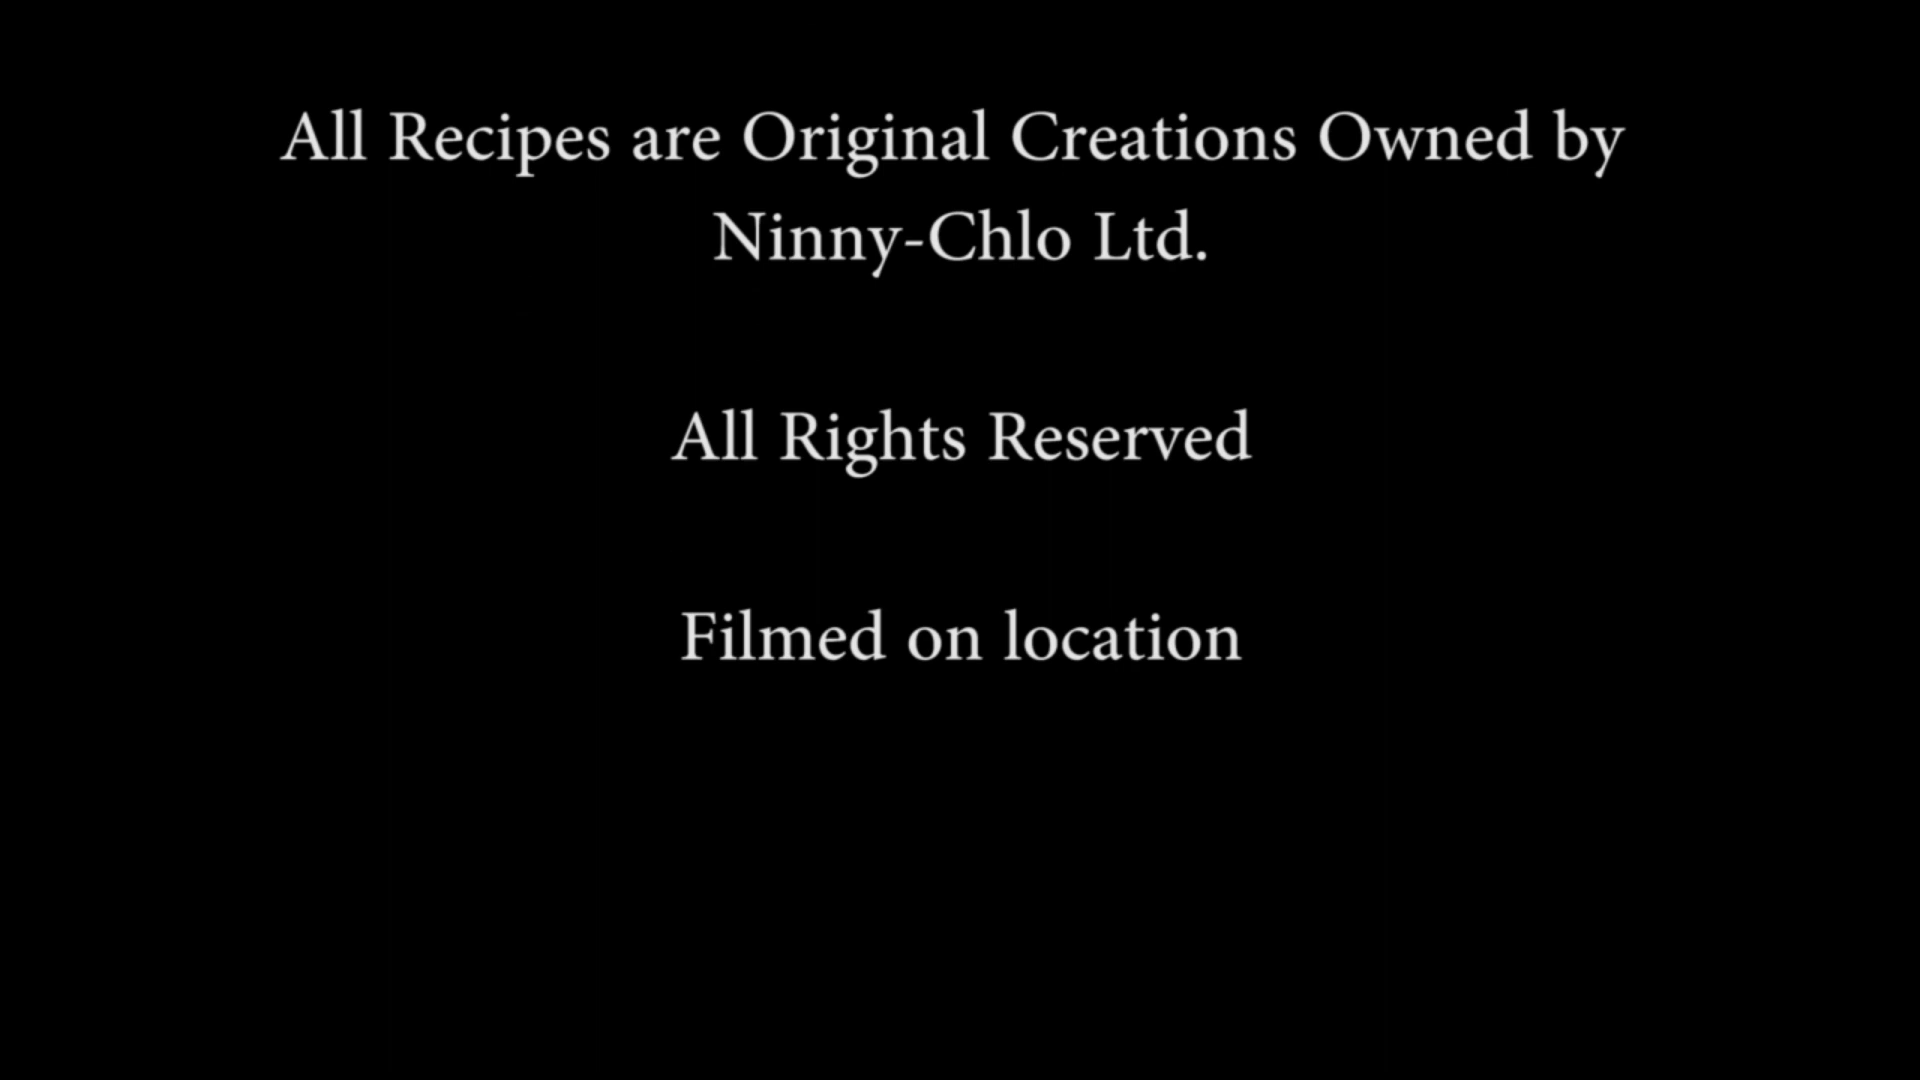 All Recipes are Original Creations Owned by
Ninny-Chlo Ltd.
All Rights Reserved
Filmed on location